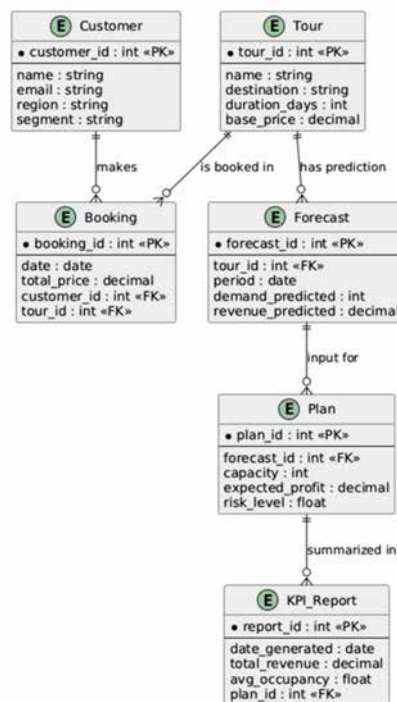 E Customer
• customer_id : int «PK»
name : string
email : string
region : string
segment : string
E Tour
• tour_id : int «PK»
name : string
destination : string
duration_days : int
base_price : decimal
makes
is booked in
has prediction
E Booking
• booking_id : int «PK»
date : date
total_price : decimal
customer_id : int «FK»
tour_id : int «FK»
E Forecast
• forecast_id : int «PK»
tour_id : int «FK»
period : date
demand_predicted : int
revenue_predicted : decimal
input for
E Plan
• plan_id : int «PK»
forecast_id : int «FK»
capacity : int
expected_profit : decimal
risk_level : float
summarized in
E KPI_Report
• report_id : int «PK»
date_generated : date
total_revenue : decimal
avg_occupancy : float
plan_id : int «FK»